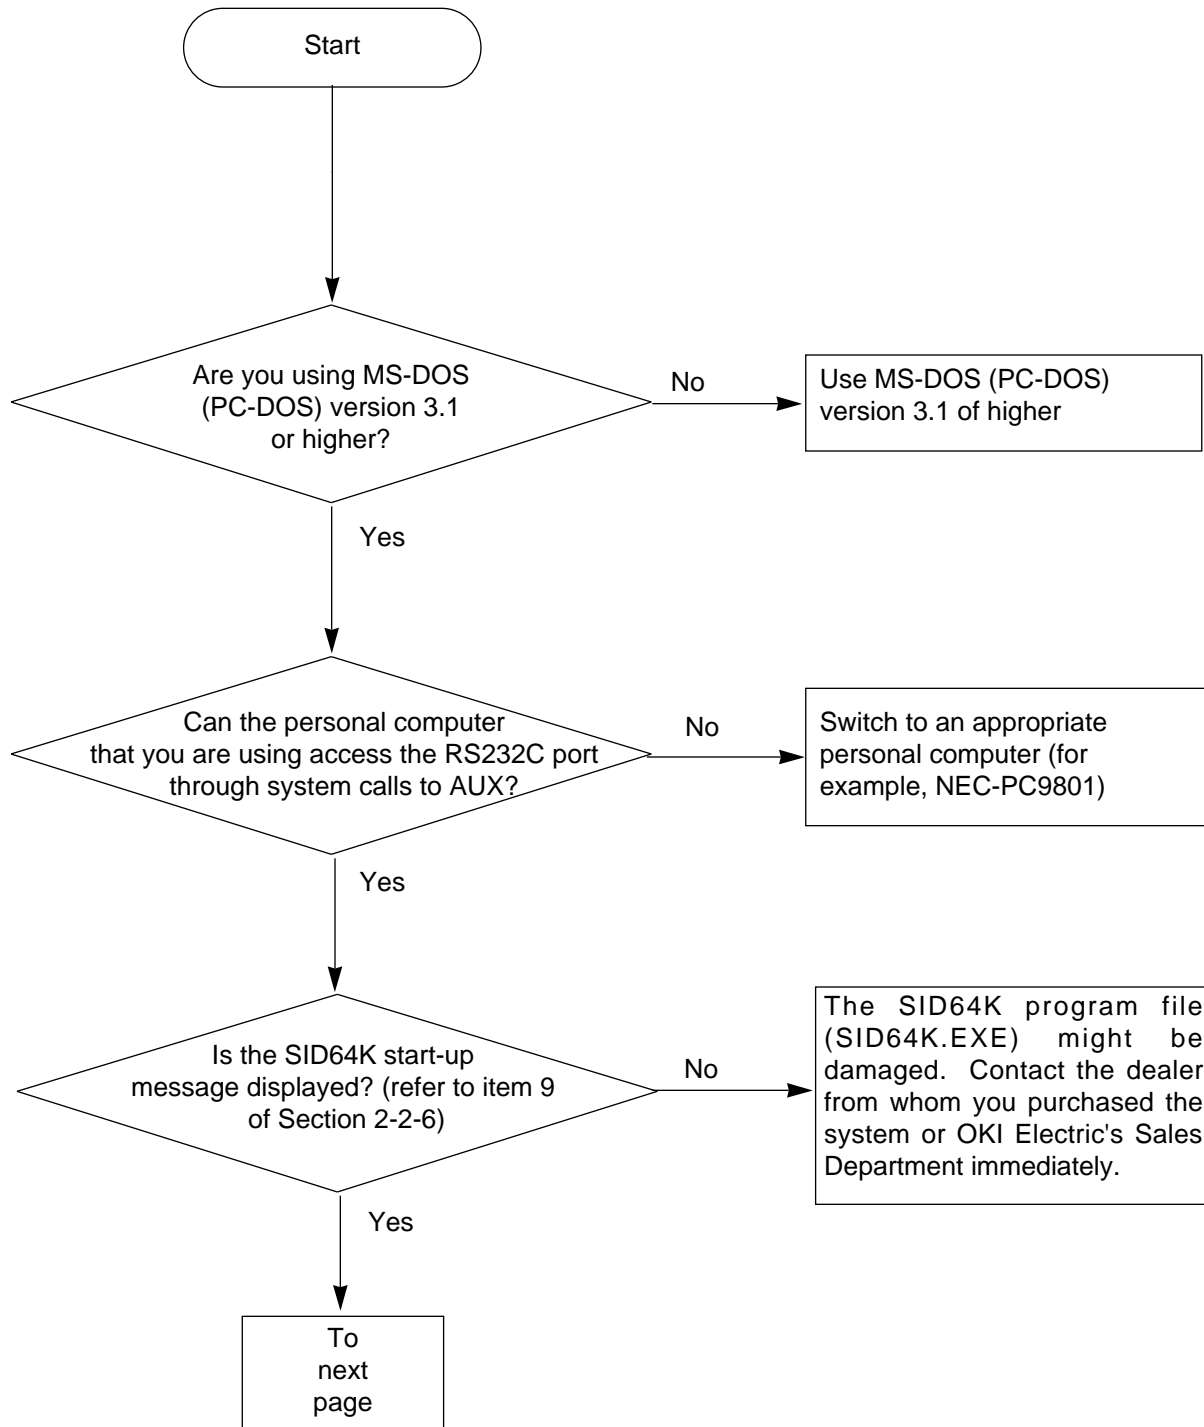 Start
Are you using MS-DOS
(PC-DOS) version 3.1
or higher?
No
Use MS-DOS (PC-DOS)
version 3.1 of higher
Yes
Can the personal computer
that you are using access the RS232C port
through system calls to AUX?
No
Switch to an appropriate
personal computer (for
example, NEC-PC9801)
Yes
Is the SID64K start-up
message displayed? (refer to item 9
of Section 2-2-6)
No
The SID64K program file
(SID64K.EXE) might be
damaged. Contact the dealer
from whom you purchased the
system or OKI Electric's Sales
Department immediately.
Yes
To
next
page